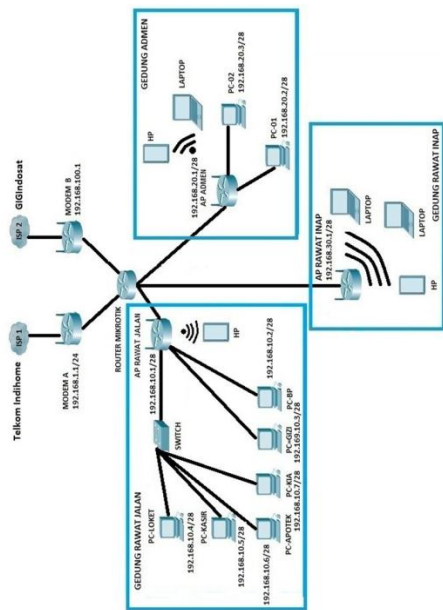 Telkom Indihome
GIGIndosat
ISP 1
ISP 2
MODEM A
192.168.1.1/24
MODEM B
192.168.100.1
ROUTER MIKROTIK
GEDUNG RAWAT JALAN
192.168.10.1/28
AP RAWAT JALAN
HP
SWITCH
PC-LOKET
192.168.10.4/28
PC-KASIR
192.168.10.5/28
192.168.10.6/28
PC-APOTEK
PC-KIA
192.168.10.7/28
PC-GIZI
192.169.10.3/28
PC-BP
192.168.10.2/28
GEDUNG ADMEN
HP
LAPTOP
192.168.20.1/28
AP ADMEN
PC-02
192.168.20.3/28
PC-01
192.168.20.2/28
AP RAWAT INAP
192.168.30.1/28
LAPTOP
LAPTOP
HP
GEDUNG RAWAT INAP